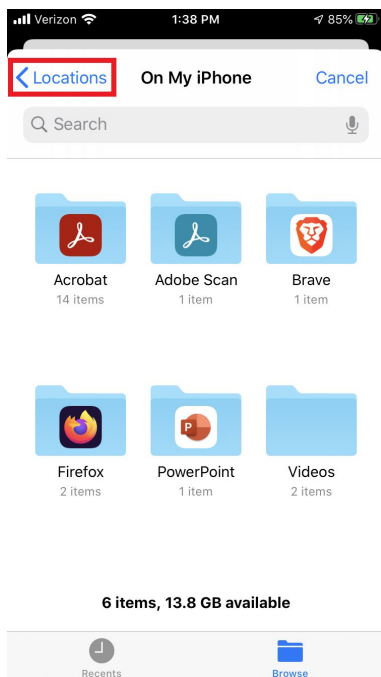 Verizon 1:38 PM 85%
Locations On My iPhone Cancel
Search
Acrobat Adobe Scan Brave
14 items 1 item 1 item
P
Firefox PowerPoint Videos
2 items 1 item 2 items
6 items, 13.8 GB available
Recents Browse